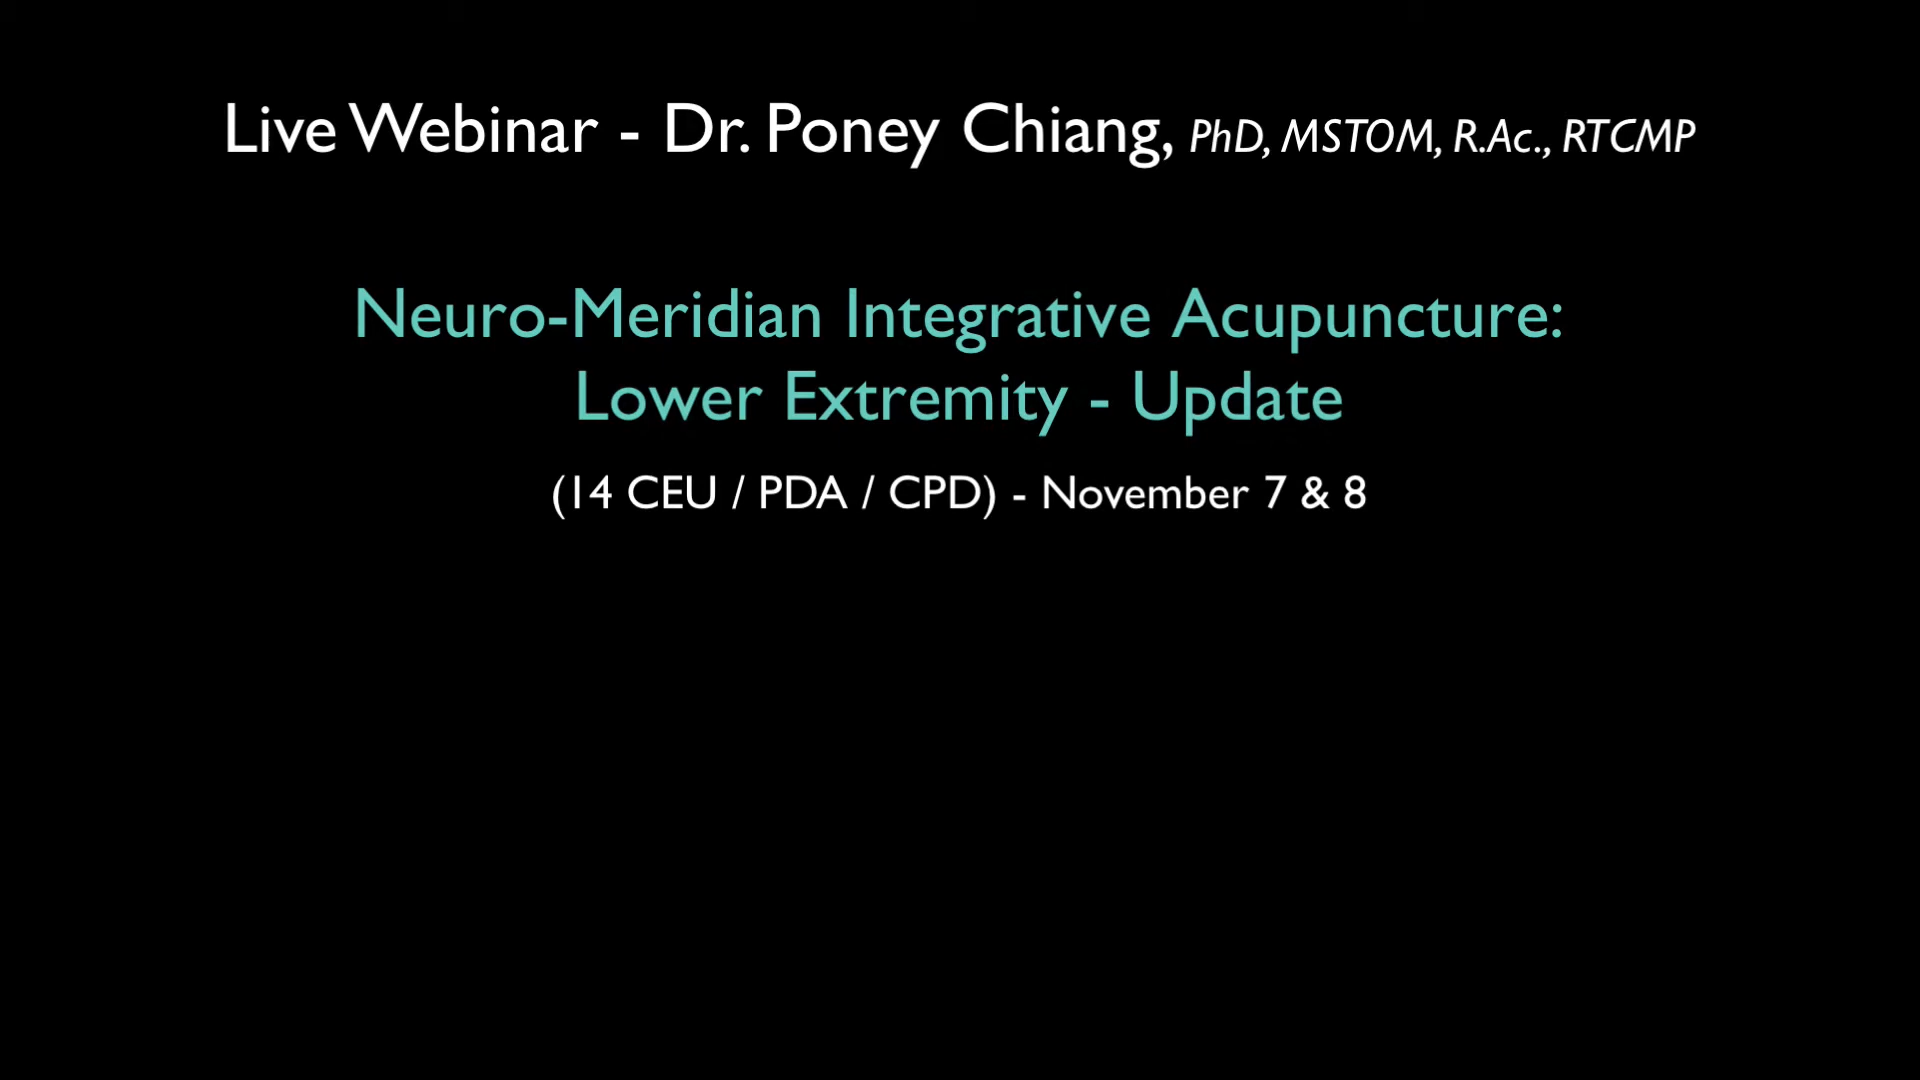 Live Webinar - Dr. Poney Chiang, PhD, MSTOM, R.Ac., RTCMP
Neuro-Meridian Integrative Acupuncture:
Lower Extremity - Update
(14 CEU / PDA / CPD) - November 7 & 8